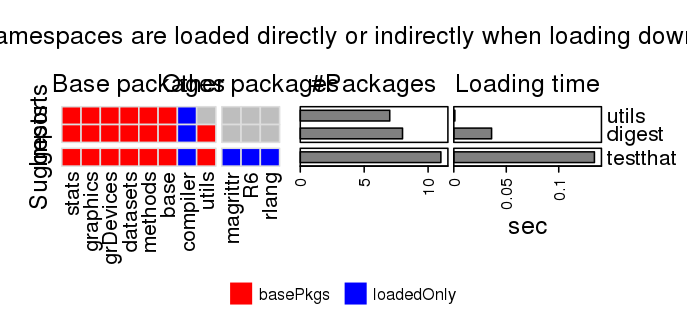 amespaces are loaded directly or indirectly when loading dow
Base packages
Other packages
#Packages
Loading time
Imports
Suggests
utils
digest
testthat
stats
graphics
grDevices
datasets
methods
base
compiler
utils
magrittr
R6
rlang
0
5
10
0
0.05
0.1
sec
basePkgs
loadedOnly